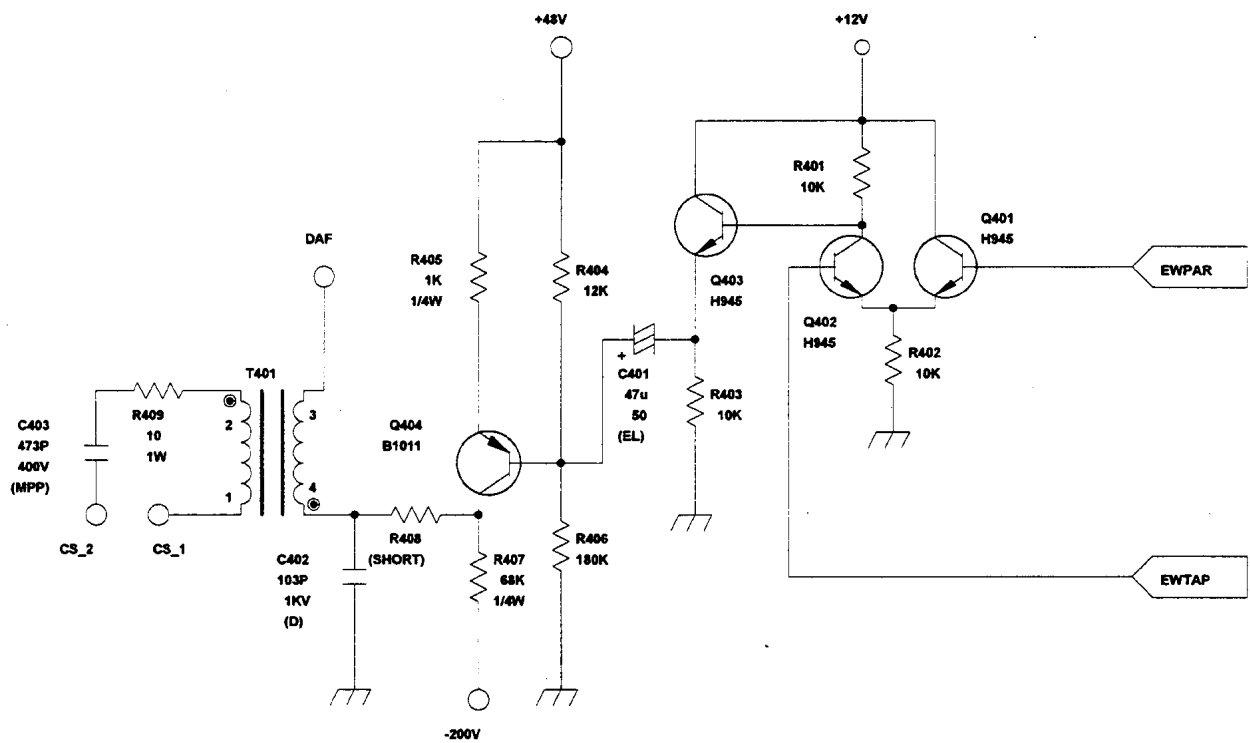 +48V
+12V
R401
10K
Q401
H945
DAF
R405
1K
1/4W
R404
12K
Q403
H945
EWPAR
Q402
H945
R402
10K
+
C401
47u
50
(EL)
R403
10K
T401
C403
473P
400V
(MPP)
R409
10
1W
2
1
3
4
Q404
B1011
CS_2
CS_1
C402
103P
1KV
(D)
R408
(SHORT)
R407
68K
1/4W
R406
180K
EWTAP
-200V